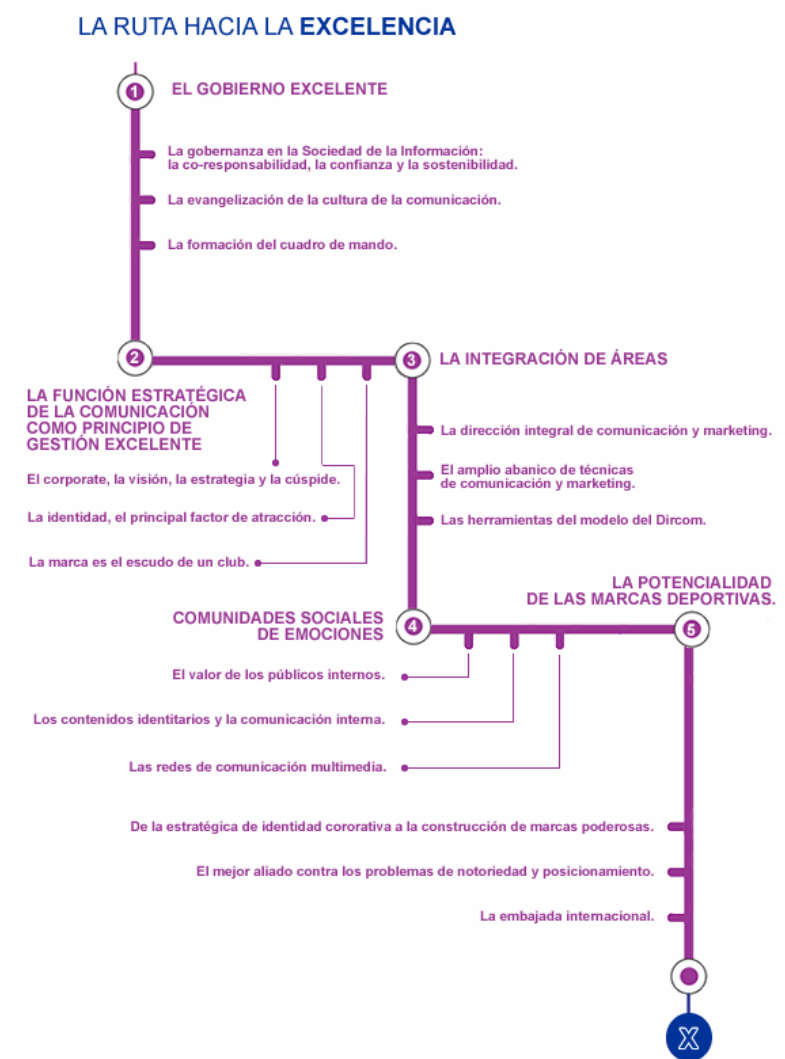 LA RUTA HACIA LA EXCELENCIA
1
EL GOBIERNO EXCELENTE
La gobernanza en la Sociedad de la Información:
la co-responsabilidad, la confianza y la sostenibilidad.
La evangelización de la cultura de la comunicación.
La formación del cuadro de mando.
2
LA FUNCIÓN ESTRATÉGICA
DE LA COMUNICACIÓN
COMO PRINCIPIO DE
GESTIÓN EXCELENTE
El corporate, la visión, la estrategia y la cúspide.
La identidad, el principal factor de atracción.
La marca es el escudo de un club.
3
LA INTEGRACIÓN DE ÁREAS
La dirección integral de comunicación y marketing.
El amplio abanico de técnicas
de comunicación y marketing.
Las herramientas del modelo del Dircom.
COMUNIDADES SOCIALES
DE EMOCIONES
4
El valor de los públicos internos.
Los contenidos identitarios y la comunicación interna.
Las redes de comunicación multimedia.
LA POTENCIALIDAD
DE LAS MARCAS DEPORTIVAS.
5
De la estratégica de identidad cororativa a la construcción de marcas poderosas.
El mejor aliado contra los problemas de notoriedad y posicionamiento.
La embajada internacional.
X